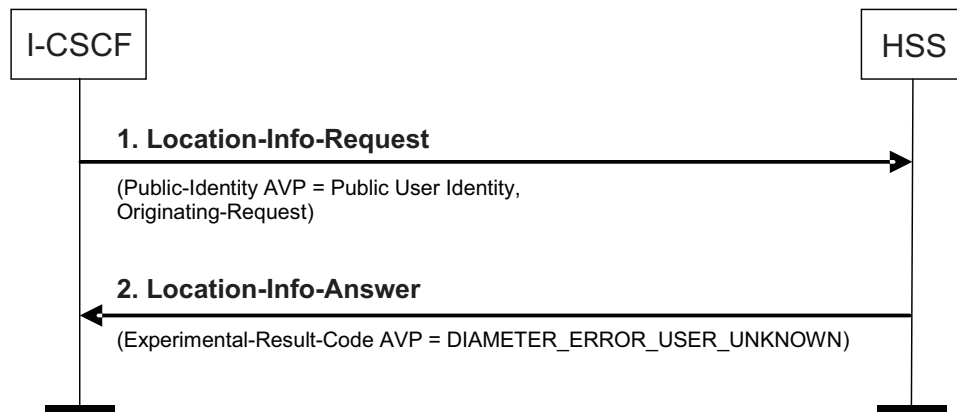 I-CSCF
HSS
1. Location-Info-Request
(Public-Identity AVP = Public User Identity,
Originating-Request)
2. Location-Info-Answer
(Experimental-Result-Code AVP = DIAMETER_ERROR_USER_UNKNOWN)